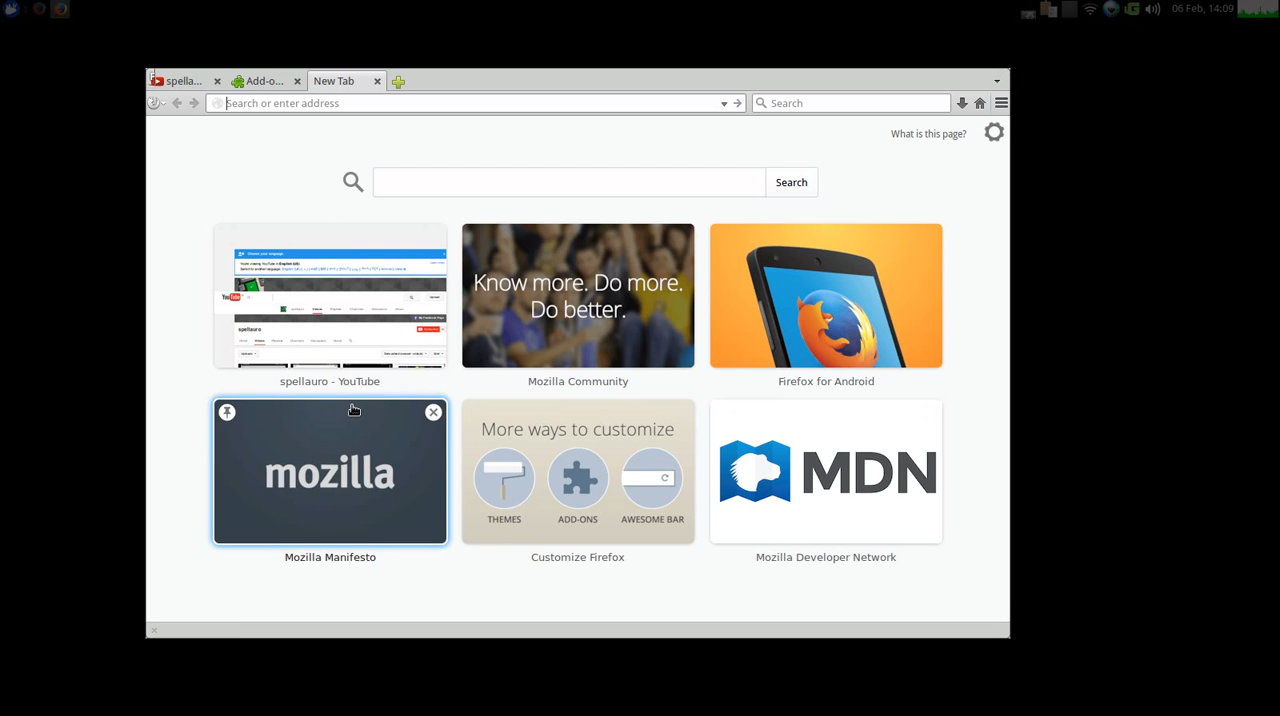 06 Feb, 14:09
spella...
Add-o...
New Tab
Search or enter address
Search
What is this page?
Search
YouTube
spellauro
Know more. Do more.
Do better.
spellauro - YouTube
Mozilla Community
Firefox for Android
mozilla
More ways to customize
THEMES
ADD-ONS
AWESOME BAR
MDN
Mozilla Manifesto
Customize Firefox
Mozilla Developer Network